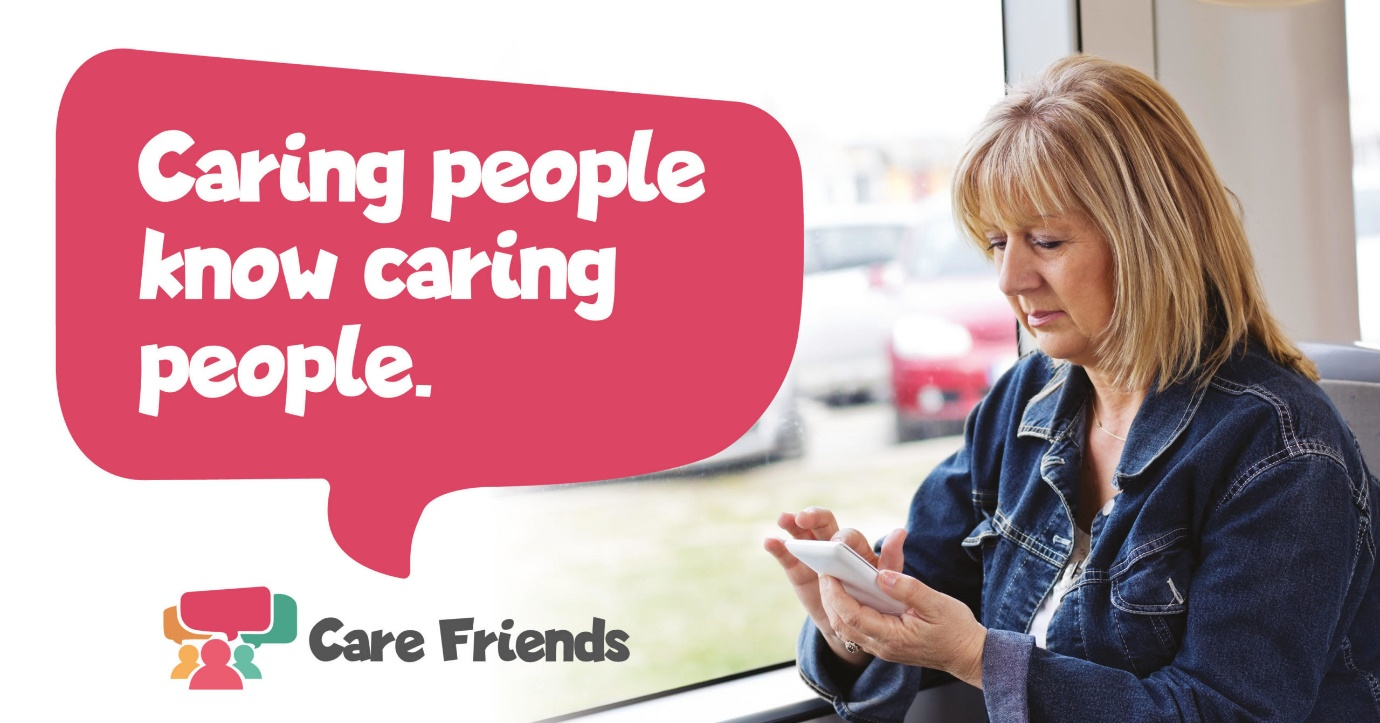 Caring people
know caring
people.
Care Friends